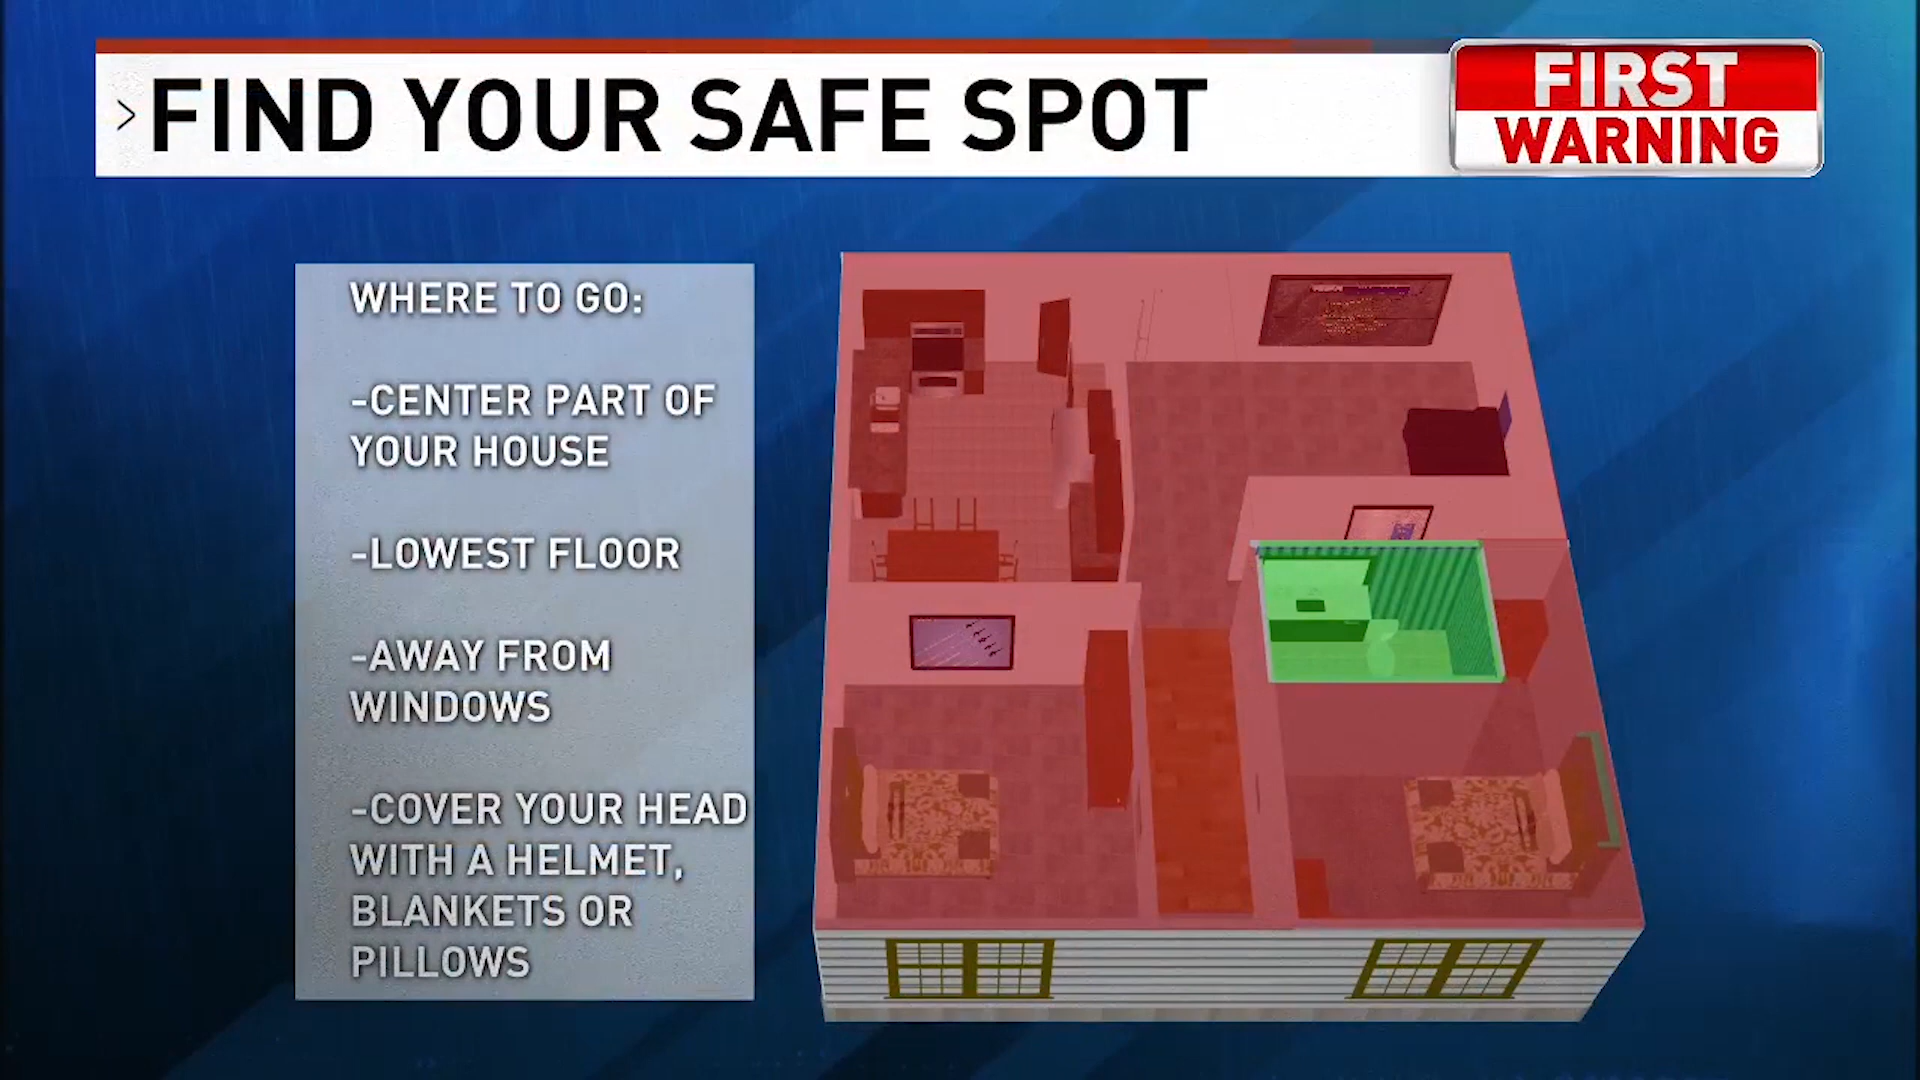 FIND YOUR SAFE SPOT
FIRST
WARNING
WHERE TO GO:
-CENTER PART OF
YOUR HOUSE
-LOWEST FLOOR
-AWAY FROM
WINDOWS
-COVER YOUR HEAD
WITH A HELMET,
BLANKETS OR
PILLOWS